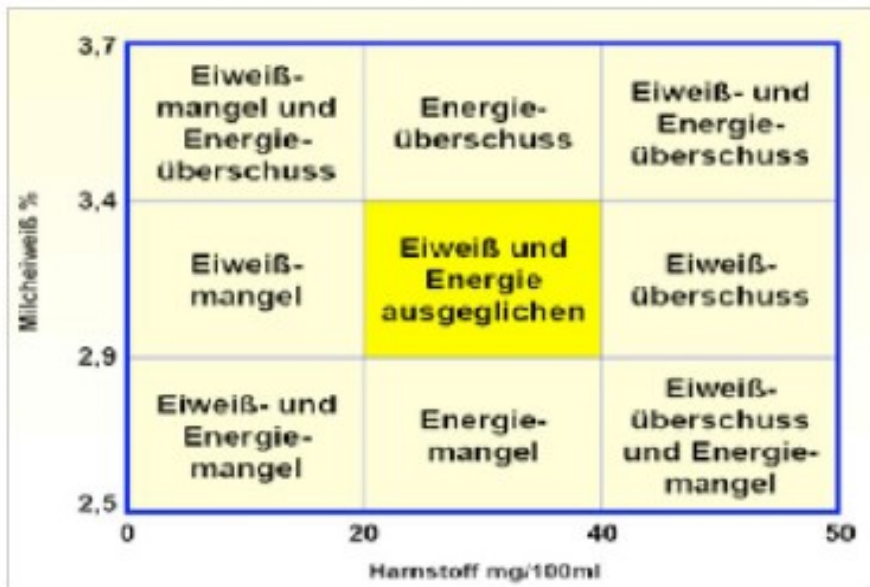 3,7
Eiweiß-
mangel und
Energie-
überschuss
Energie-
überschuss
Eiweiß- und
Energie-
überschuss
3,4
Milcheiweiß %
Eiweiß-
mangel
Eiweiß und
Energie
ausgeglichen
Eiweiß-
überschuss
2,9
Eiweiß- und
Energie-
mangel
Energie-
mangel
Eiweiß-
überschuss
und Energie-
mangel
2,5
0
20
40
50
Harnstoff mg/100ml